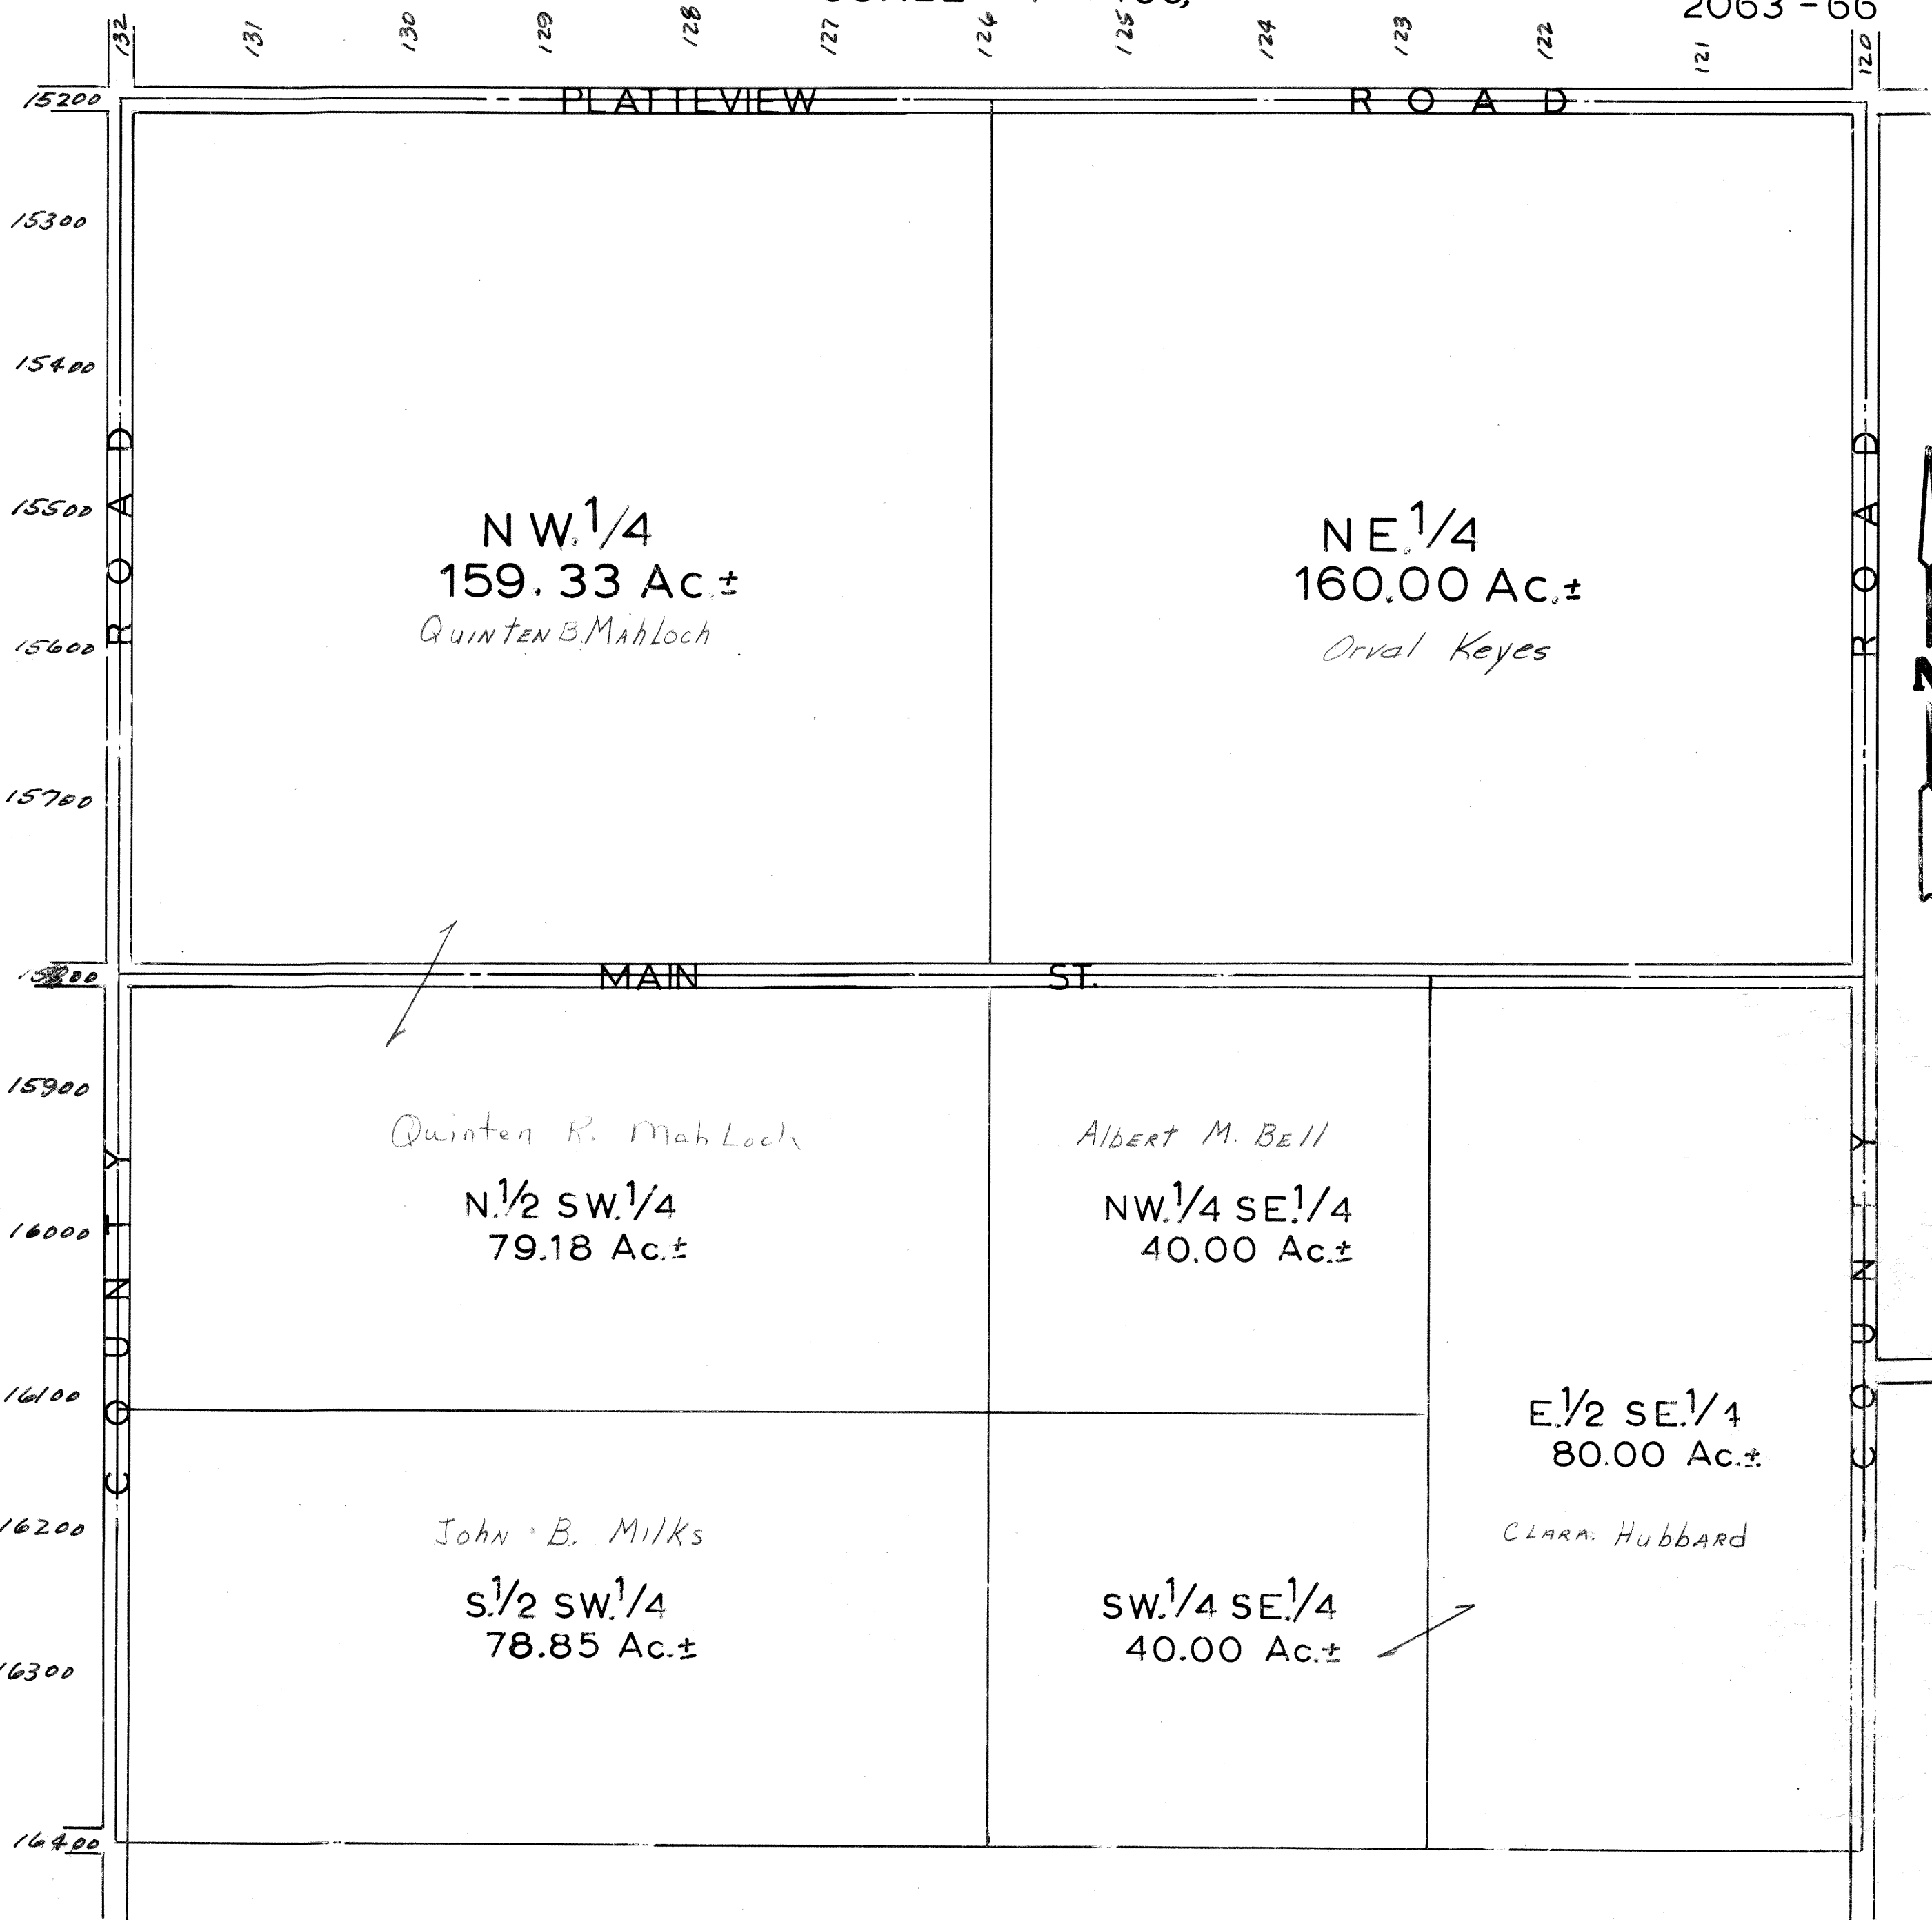 2063-66
132 131 130 129 128 127 126 125 124 123 122 121 120
15200
PLATTEVIEW ROAD
15300
15400
15500
15600
15700
ROAD
ROAD
NW.1/4
159.33 Ac.±
QUINTEN B. MAhLoch
NE.1/4
160.00 Ac.±
Orval Keyes
N
MAIN ST.
15900
16000
16100
16200
16300
16400
COUNTY
COUNTY
Quinten R. MahLoch
N.1/2 SW.1/4
79.18 Ac.±
AlbERT M. BEll
NW.1/4 SE.1/4
40.00 Ac.±
E.1/2 SE.1/4
80.00 Ac.±
CLARA. HubbARd
John B. Milks
S.1/2 SW.1/4
78.85 Ac.±
SW.1/4 SE.1/4
40.00 Ac.±